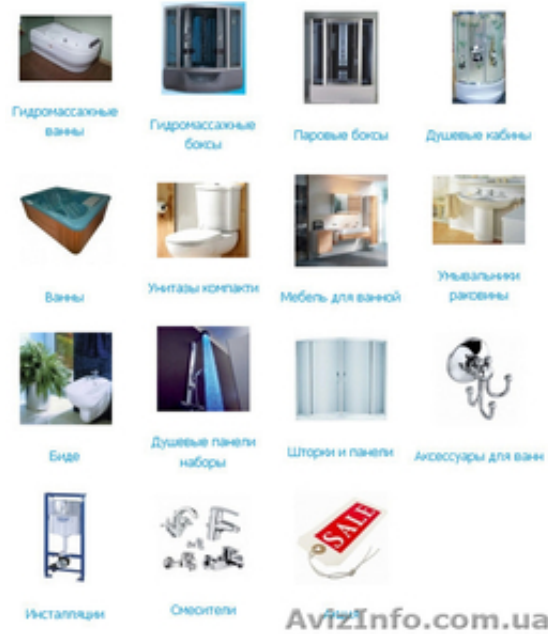 Гидромассажные
ванны
Гидромассажные
боксы
Паровые боксы
Душевые кабины
Ванны
Унитазы компакти
Мебель для ванной
Умывальники
раковины
Биде
Душевые панели
наборы
Шторки и панели
Аксессуары для ванн
Инсталляции
Смесители
SALE
AvizInfo.com.ua